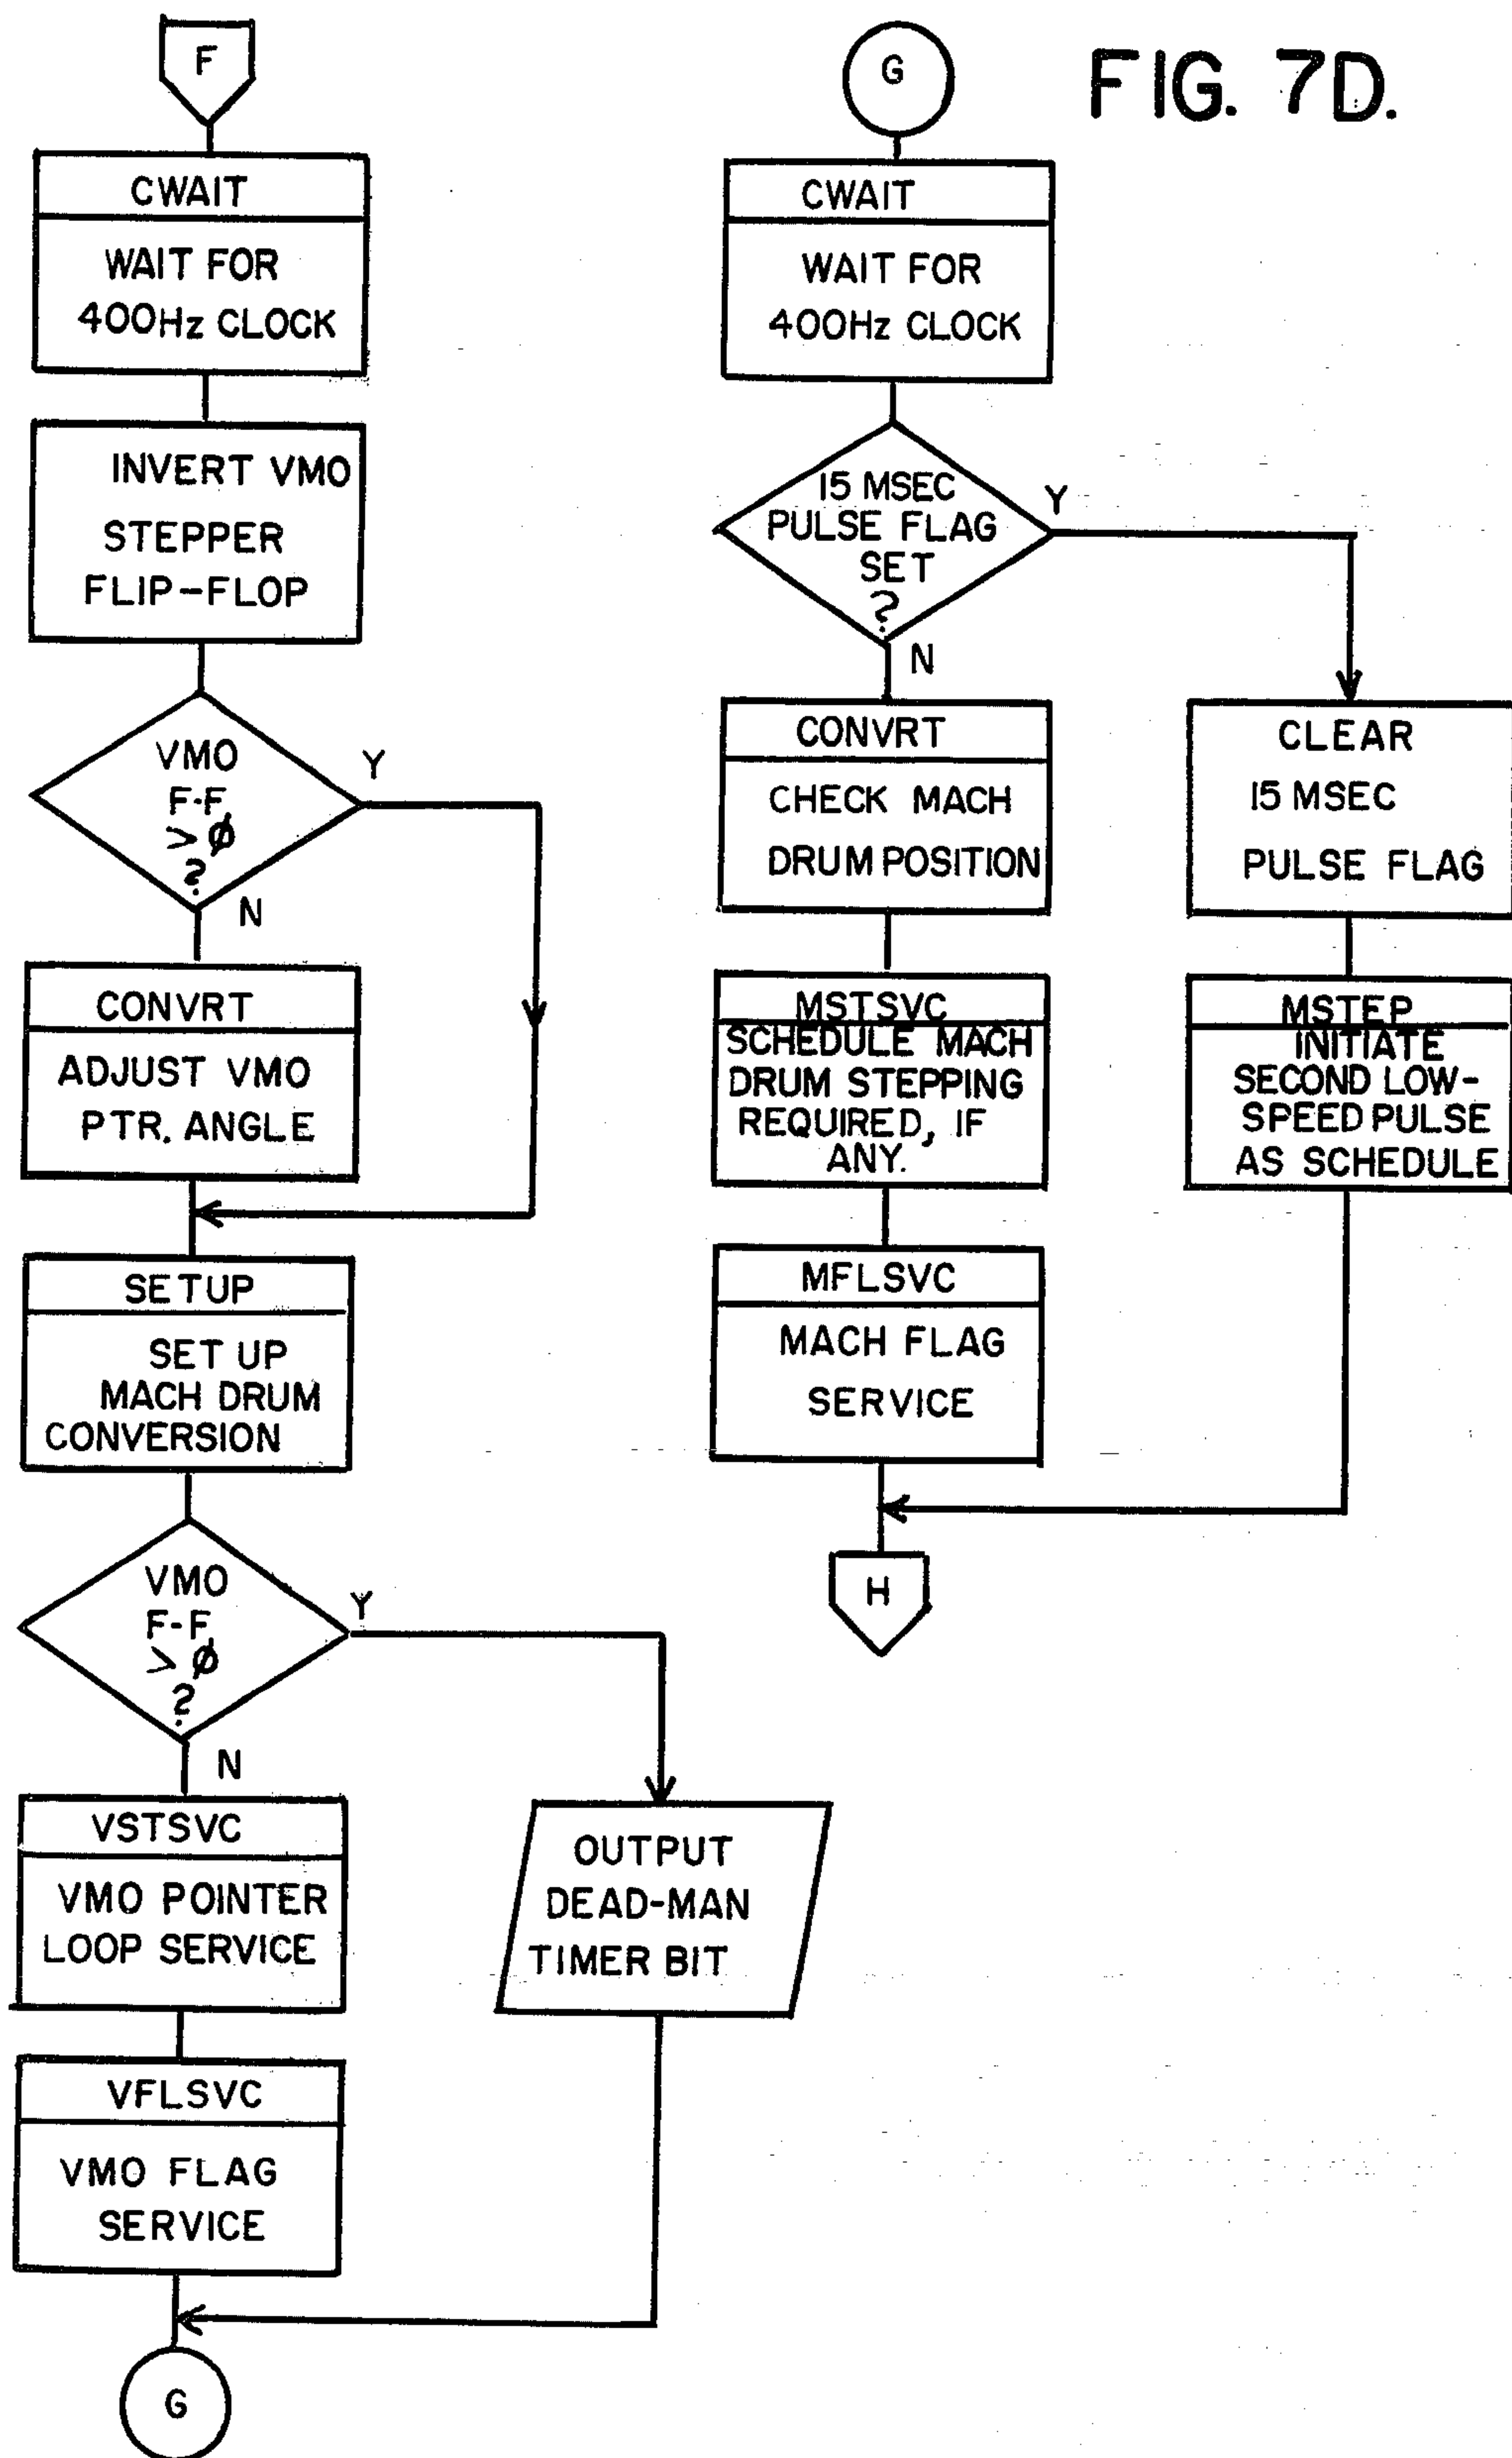 FIG. 7D.
F
CWAIT
WAIT FOR
400Hz CLOCK
INVERT VMO
STEPPER
FLIP-FLOP
VMO
F-F
>Ø
?
Y
N
CONVRT
ADJUST VMO
PTR. ANGLE
SETUP
SET UP
MACH DRUM
CONVERSION
VMO
F-F
>Ø
?
Y
N
VSTSVC
VMO POINTER
LOOP SERVICE
OUTPUT
DEAD-MAN
TIMER BIT
VFLSVC
VMO FLAG
SERVICE
G
G
CWAIT
WAIT FOR
400Hz CLOCK
15 MSEC
PULSE FLAG
SET
?
Y
N
CONVRT
CHECK MACH
DRUM POSITION
MSTSVC
SCHEDULE MACH
DRUM STEPPING
REQUIRED, IF
ANY.
MFLSVC
MACH FLAG
SERVICE
CLEAR
15 MSEC
PULSE FLAG
MSTEP
INITIATE
SECOND LOW-
SPEED PULSE
AS SCHEDULE
H